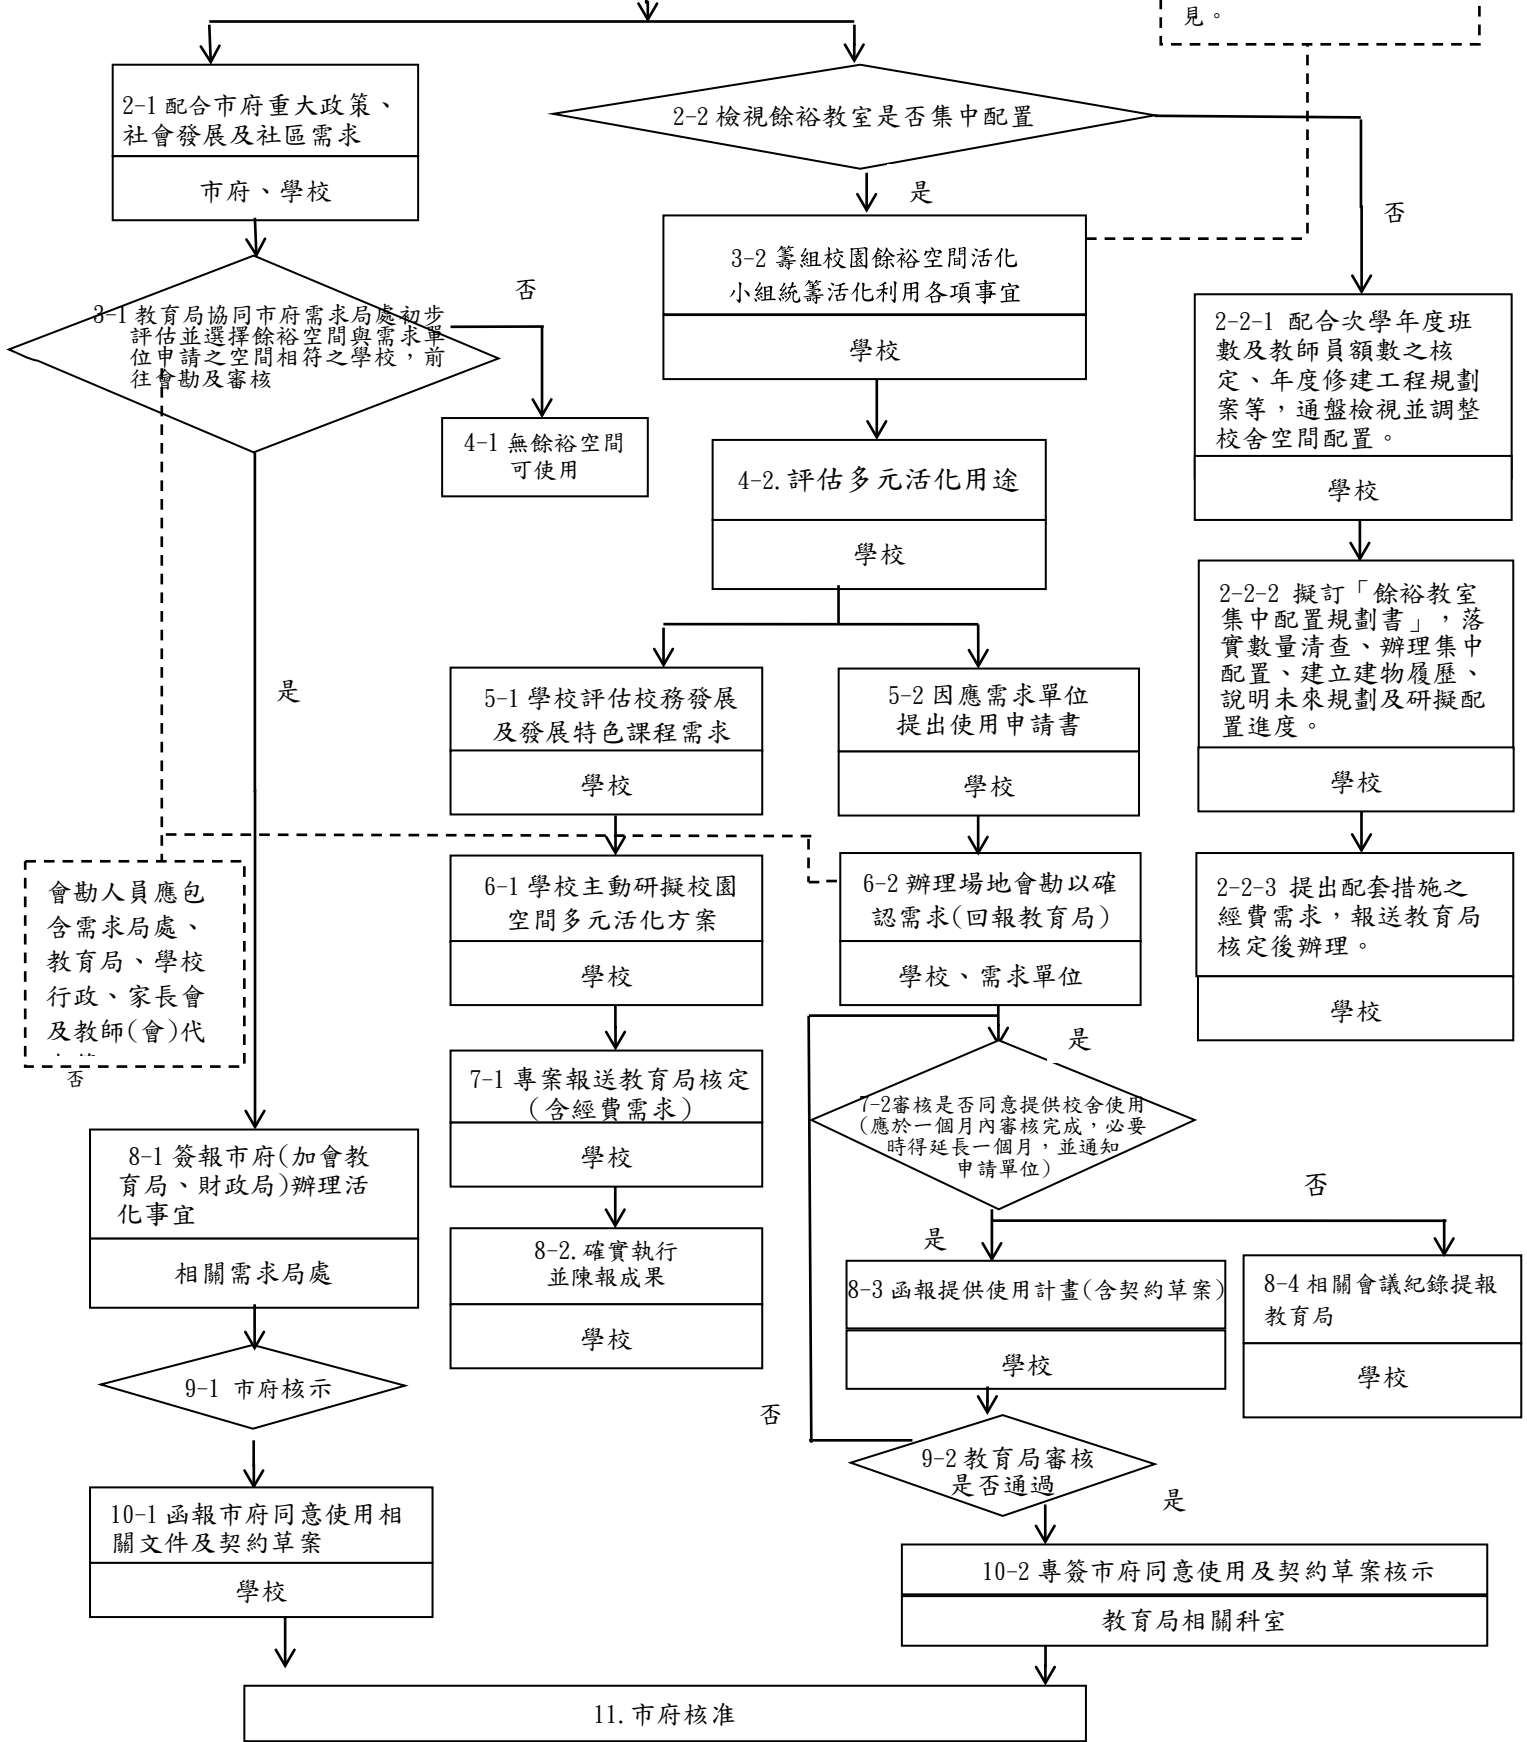 見。
2-1 配合市府重大政策、
社會發展及社區需求
市府、學校
2-2 檢視餘裕教室是否集中配置
是
否
3-1 教育局協同市府需求局處初步
評估並選擇餘裕空間與需求單
位申請之空間相符之學校，前
往會勘及審核
否
4-1 無餘裕空間
可使用
是
3-2 籌組校園餘裕空間活化
小組統籌活化利用各項事宜
學校
4-2.評估多元活化用途
學校
2-2-1 配合次學年度班
數及教師員額數之核
定、年度修建工程規劃
案等，通盤檢視並調整
校舍空間配置。
學校
2-2-2 擬訂「餘裕教室
集中配置規劃書」，落
實數量清查、辦理集中
配置、建立建物履歷、
說明未來規劃及研擬配
置進度。
學校
2-2-3 提出配套措施之
經費需求，報送教育局
核定後辦理。
學校
5-1 學校評估校務發展
及發展特色課程需求
學校
5-2 因應需求單位
提出使用申請書
學校
會勘人員應包
含需求局處、
教育局、學校
行政、家長會
及教師(會)代
否
6-1 學校主動研擬校園
空間多元活化方案
學校
6-2 辦理場地會勘以確
認需求(回報教育局)
學校、需求單位
是
7-1 專案報送教育局核定
(含經費需求)
學校
7-2審核是否同意提供校舍使用
(應於一個月內審核完成，必要
時得延長一個月，並通知
申請單位)
否
是
8-1 簽報市府(加會教
育局、財政局)辦理活
化事宜
相關需求局處
8-2.確實執行
並陳報成果
學校
8-3 函報提供使用計畫(含契約草案)
學校
8-4 相關會議紀錄提報
教育局
學校
9-1 市府核示
否
9-2 教育局審核
是否通過
是
10-1 函報市府同意使用相
關文件及契約草案
學校
10-2 專簽市府同意使用及契約草案核示
教育局相關科室
11.市府核准